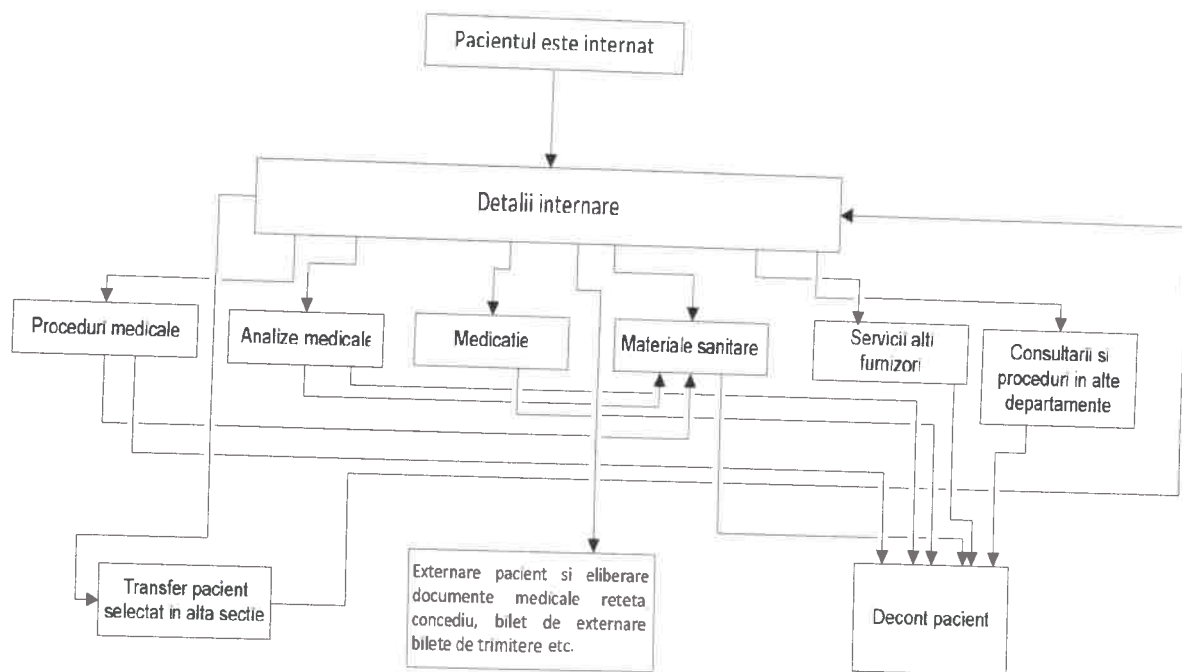 Pacientul este internat
Detalii internare
Proceduri medicale
Analize medicale
Medicatie
Materiale sanitare
Servicii alti
furnizori
Consultarii si
proceduri in alte
departamente
Transfer pacient
selectat in alta sectie
Externare pacient si eliberare
documente medicale reteta
concediu, bilet de externare
bilete de trimitere etc.
Decont pacient